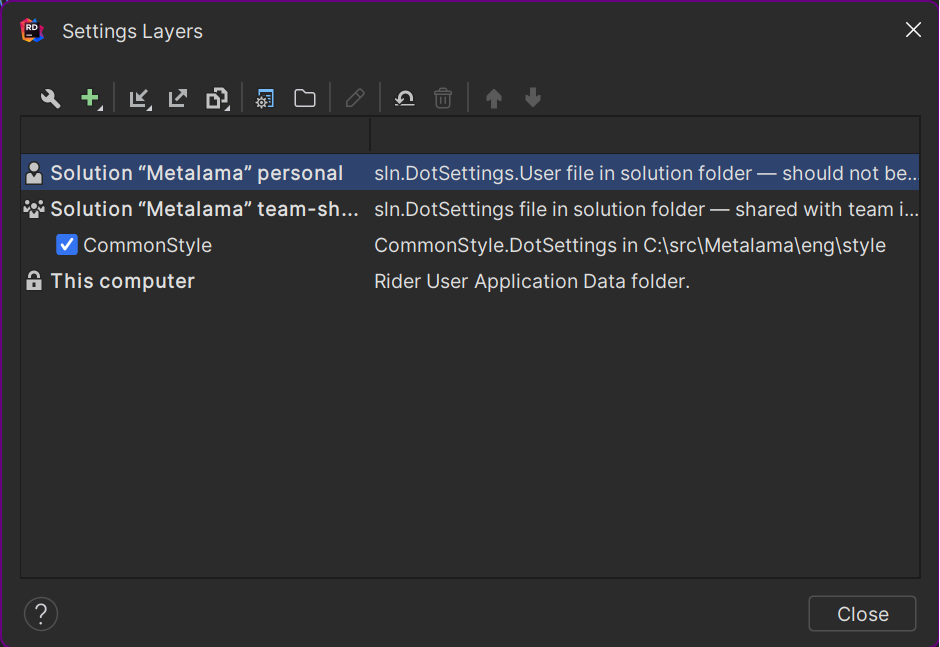 RD
Settings Layers
Solution “Metalama” personal
sln.DotSettings.User file in solution folder — should not be...
Solution “Metalama” team-sh...
sln.DotSettings file in solution folder — shared with team i...
CommonStyle
CommonStyle.DotSettings in C:\src\Metalama\eng\style
This computer
Rider User Application Data folder.
?
Close